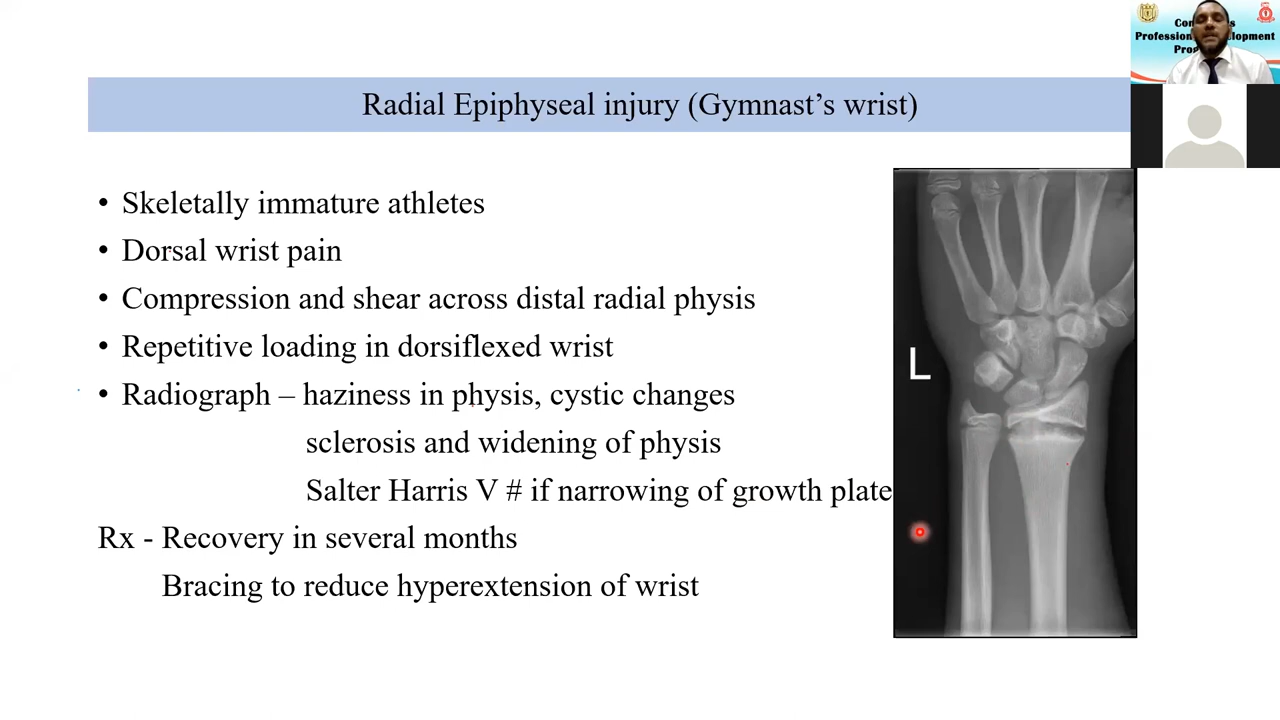 Radial Epiphyseal injury (Gymnast’s wrist)
• Skeletally immature athletes
• Dorsal wrist pain
• Compression and shear across distal radial physis
• Repetitive loading in dorsiflexed wrist
• Radiograph – haziness in physis, cystic changes
sclerosis and widening of physis
Salter Harris V # if narrowing of growth plate
Rx - Recovery in several months
Bracing to reduce hyperextension of wrist
L